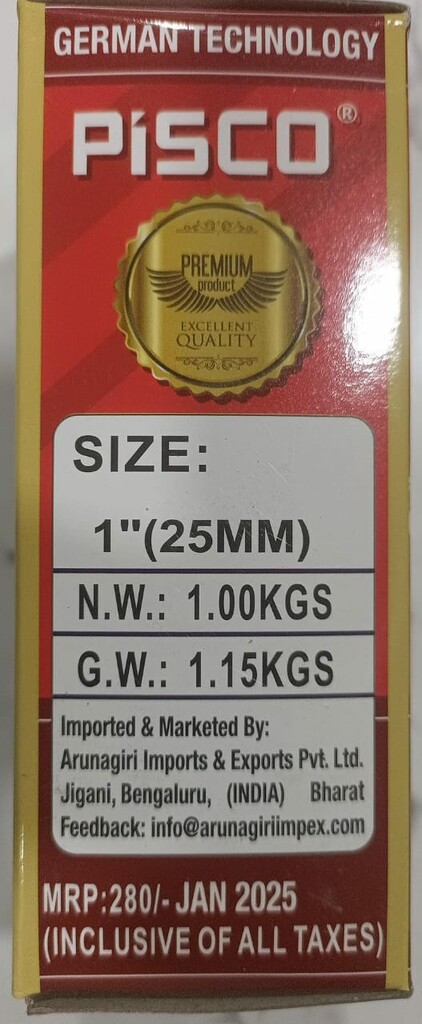 GERMAN TECHNOLOGY
PiSCO®
PREMIUM
product
EXCELLENT
QUALITY
SIZE:
1"(25MM)
N.W.: 1.00KGS
G.W.: 1.15KGS
Imported & Marketed By:
Arunagiri Imports & Exports Pvt. Ltd.
Jigani, Bengaluru, (INDIA) Bharat
Feedback: info@arunagiriimpex.com
MRP:280/- JAN 2025
(INCLUSIVE OF ALL TAXES)